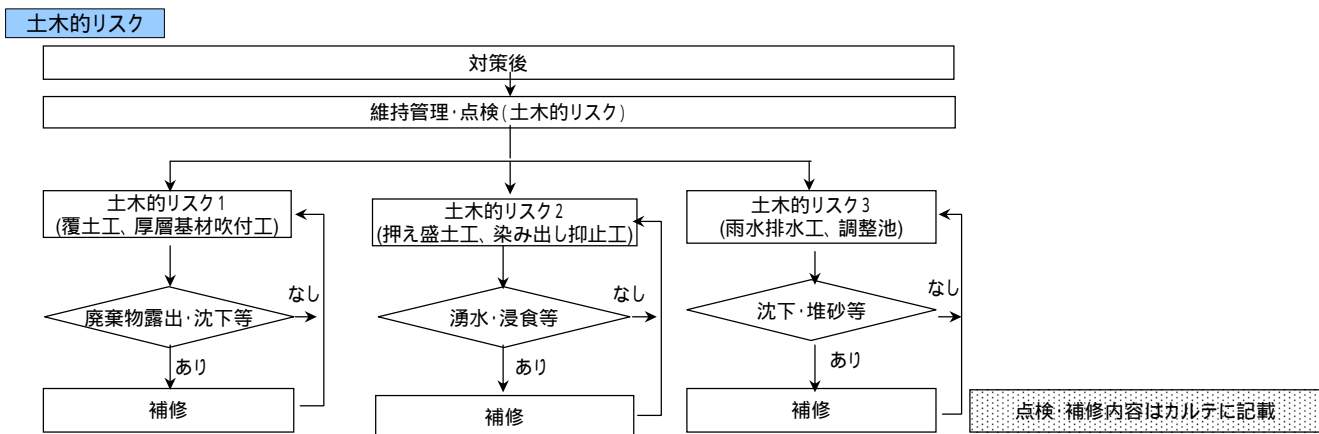 土木的リスク
対策後
維持管理・点検(土木的リスク)
土木的リスク1
(覆土工、厚層基材吹付工)
土木的リスク2
(押え盛土工、染み出し抑止工)
土木的リスク3
(雨水排水工、調整池)
廃棄物露出・沈下等
なし
湧水・浸食等
なし
沈下・堆砂等
なし
あり
あり
あり
補修
補修
補修
点検・補修内容はカルテに記載